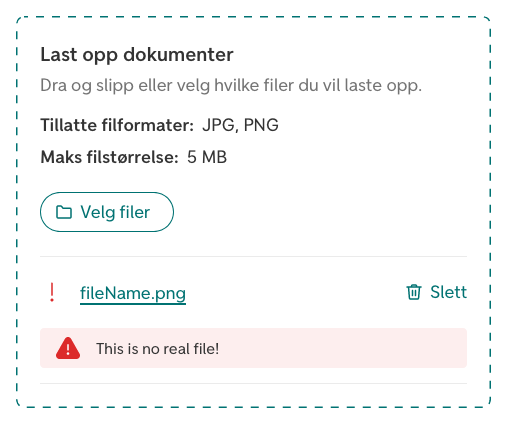 Last opp dokumenter
Dra og slipp eller velg hvilke filer du vil laste opp.
Tillatte filformater: JPG, PNG
Maks filstørrelse: 5 MB
Velg filer
fileName.png Slett
This is no real file!